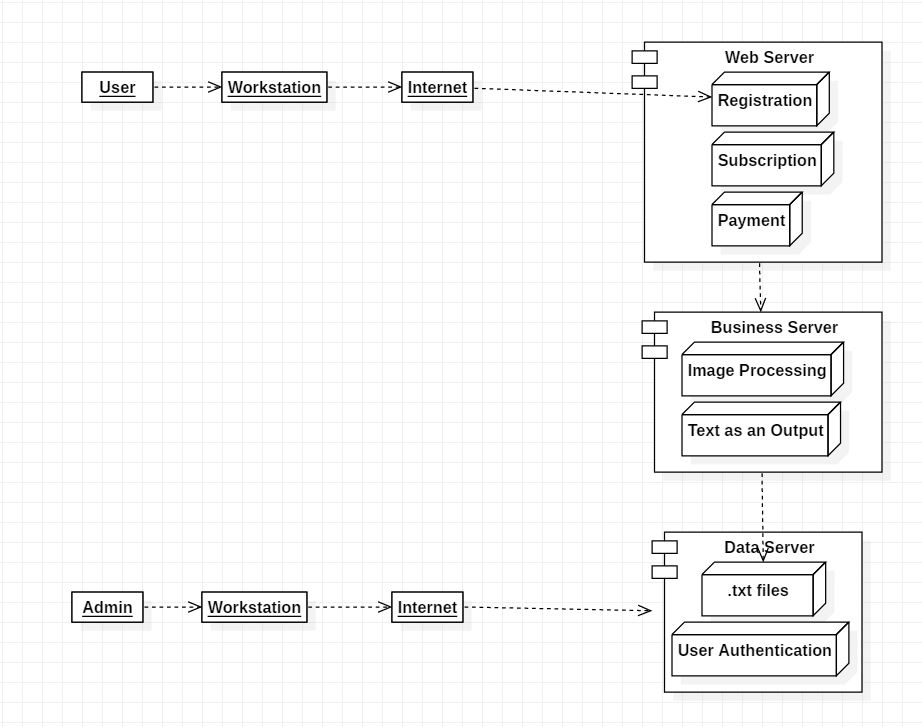 User
Workstation
Internet
Web Server
Registration
Subscription
Payment
Business Server
Image Processing
Text as an Output
Data Server
.txt files
User Authentication
Admin
Workstation
Internet